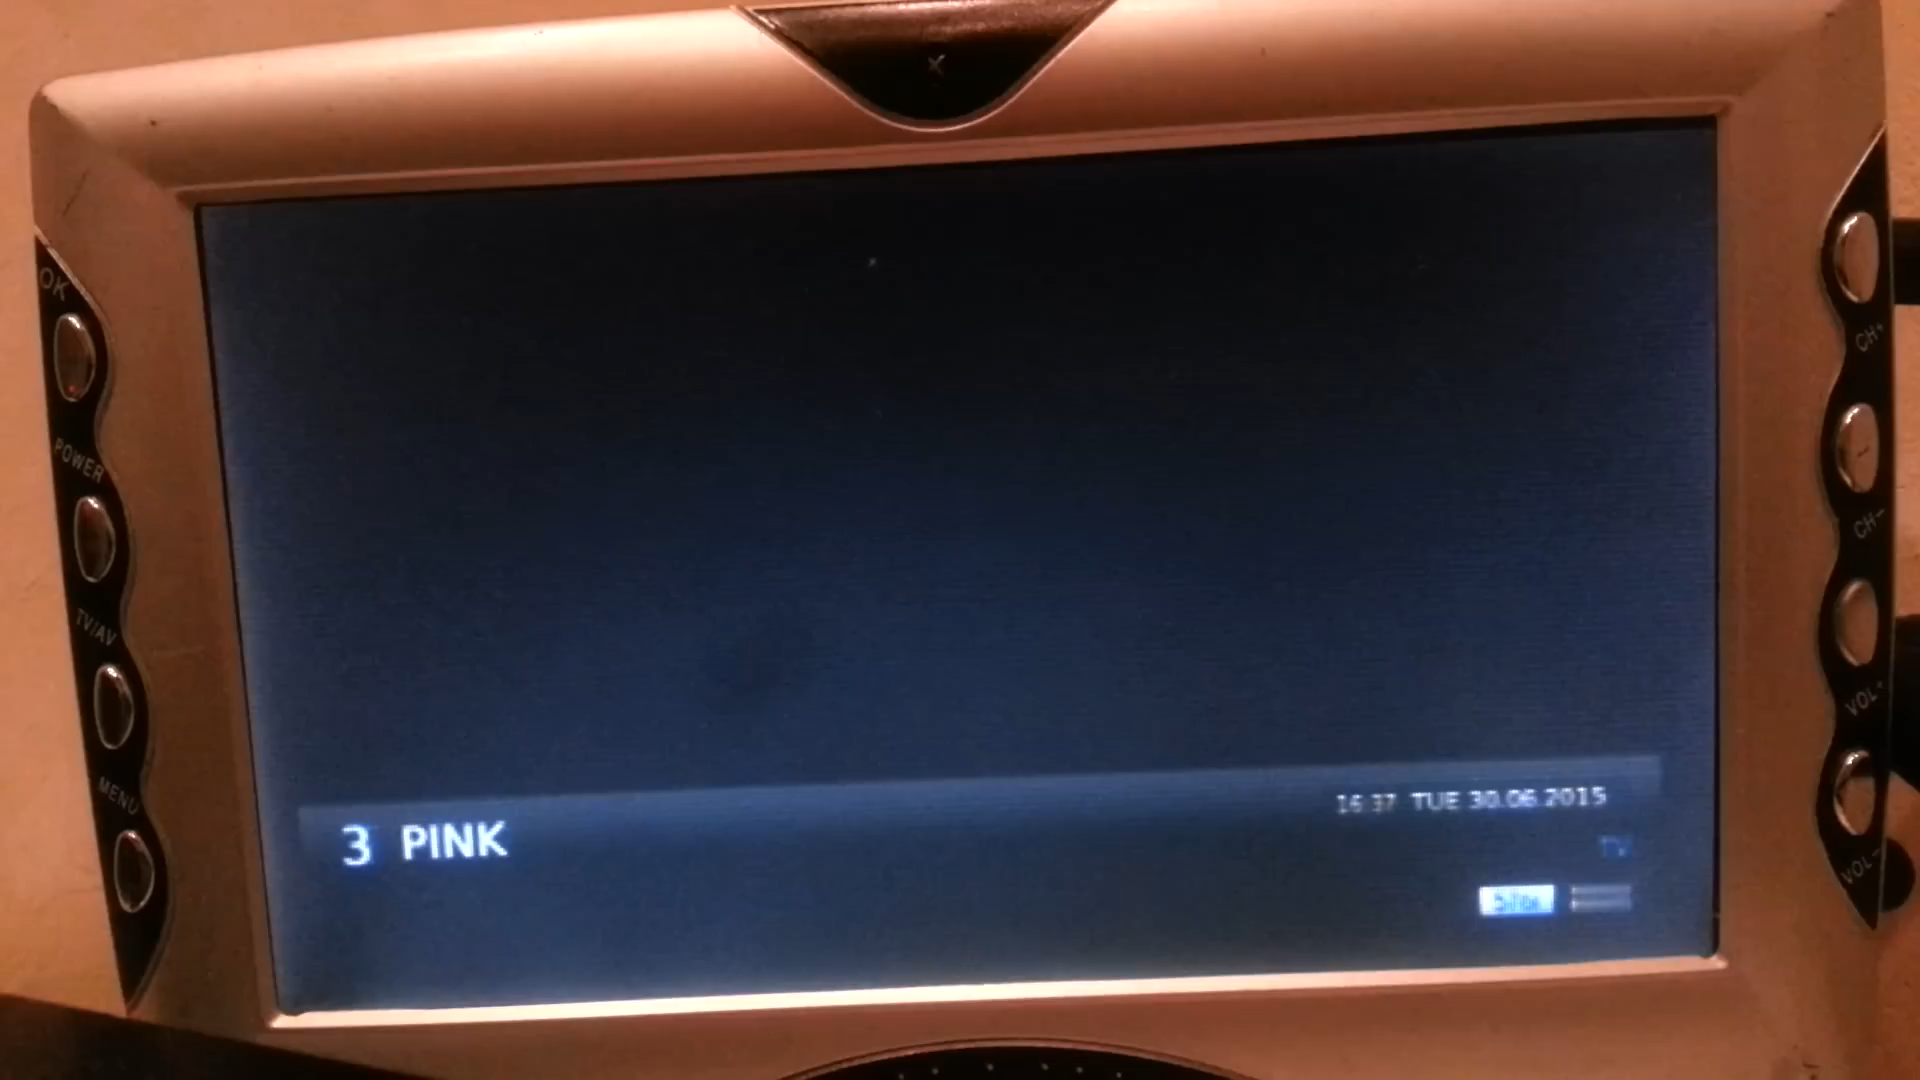 OK
POWER
TV/AV
MENU
CH+
CH-
VOL+
VOL-
16:37 TUE 30.06.2015
3 PINK
TV